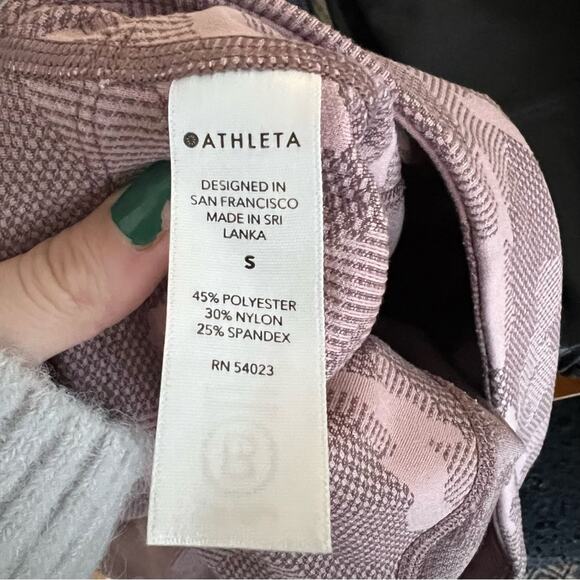 ATHLETA
DESIGNED IN
SAN FRANCISCO
MADE IN SRI
LANKA
S
45% POLYESTER
30% NYLON
25% SPANDEX
RN 54023
B